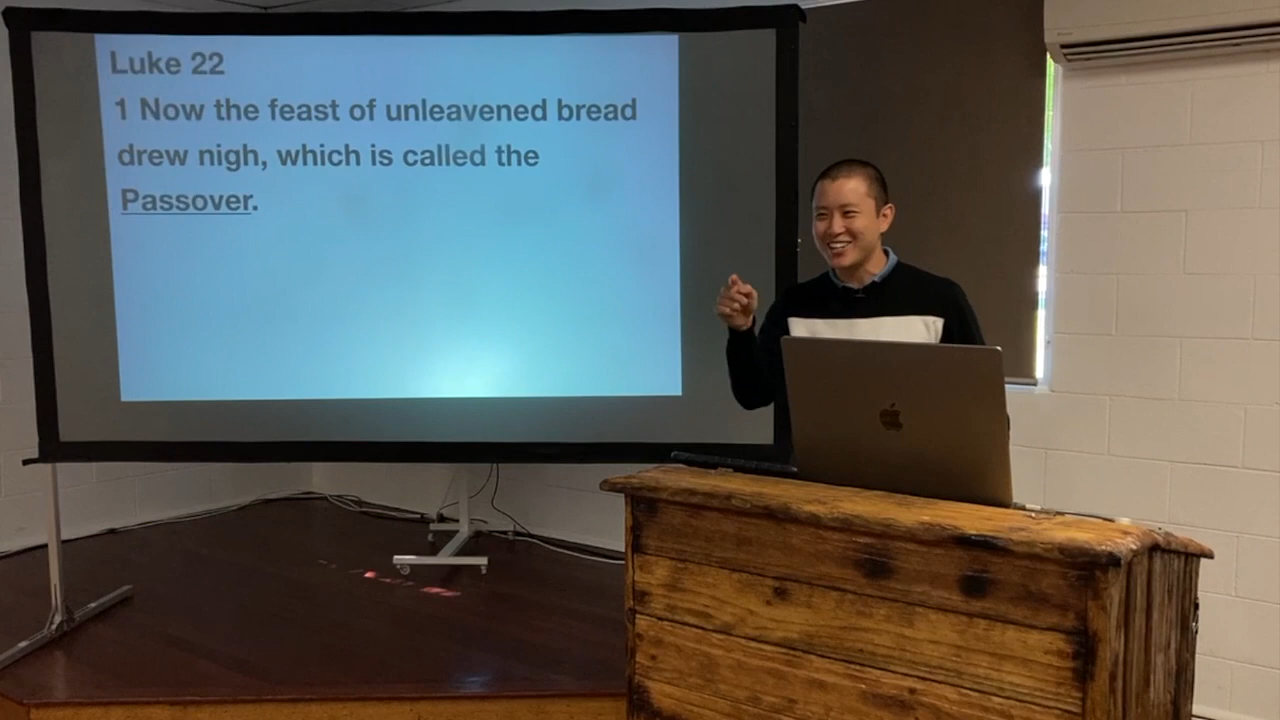 Luke 22
1 Now the feast of unleavened bread
drew nigh, which is called the
Passover.